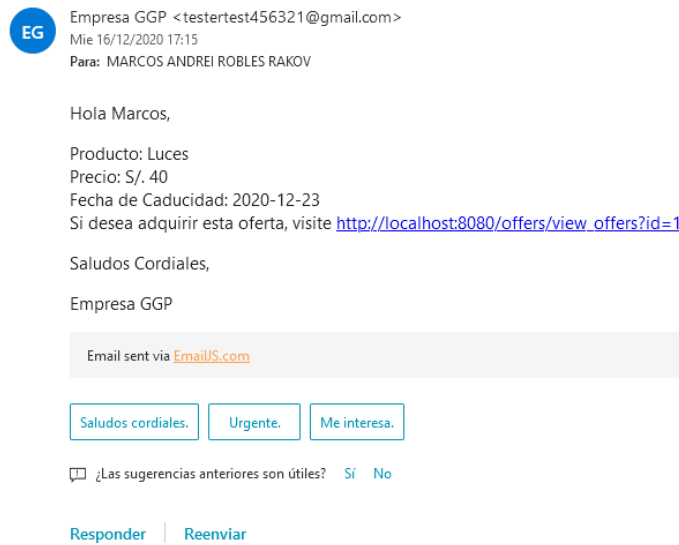 EG
Empresa GGP <testertest456321@gmail.com>
Mie 16/12/2020 17:15
Para: MARCOS ANDREI ROBLES RAKOV
Hola Marcos,
Producto: Luces
Precio: S/. 40
Fecha de Caducidad: 2020-12-23
Si desea adquirir esta oferta, visite http://localhost:8080/offers/view_offers?id=1
Saludos Cordiales,
Empresa GGP
Email sent via EmailJS.com
Saludos cordiales. Urgente. Me interesa.
¿Las sugerencias anteriores son útiles? Sí No
Responder Reenviar